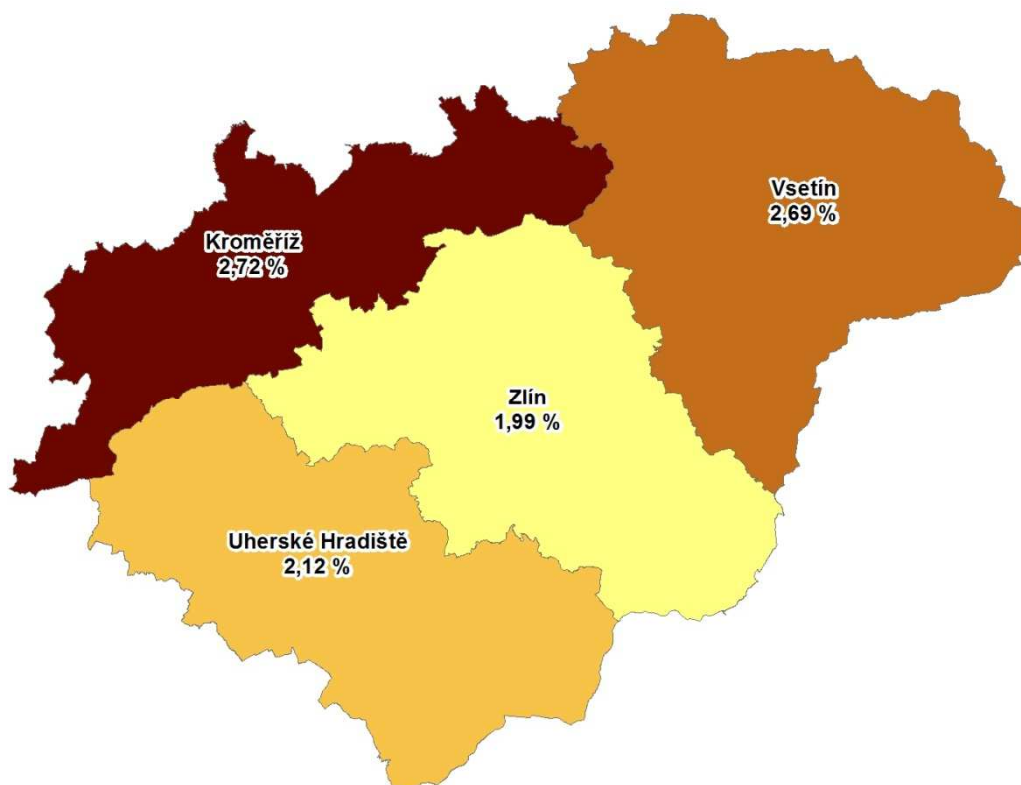 Vsetín
2,69 %
Kroměříž
2,72 %
Zlín
1,99 %
Uherské Hradiště
2,12 %